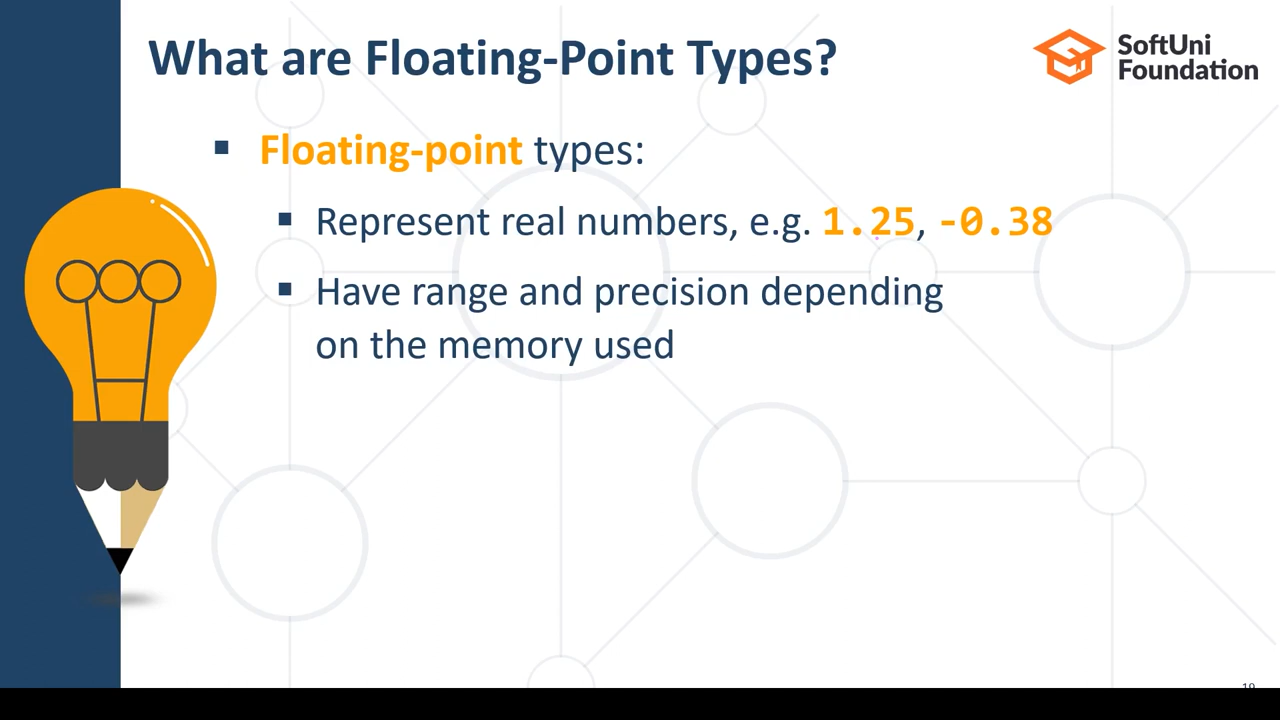 What are Floating-Point Types?
SoftUni
Foundation
▪ Floating-point types:
▪ Represent real numbers, e.g. 1.25, -0.38
▪ Have range and precision depending
on the memory used